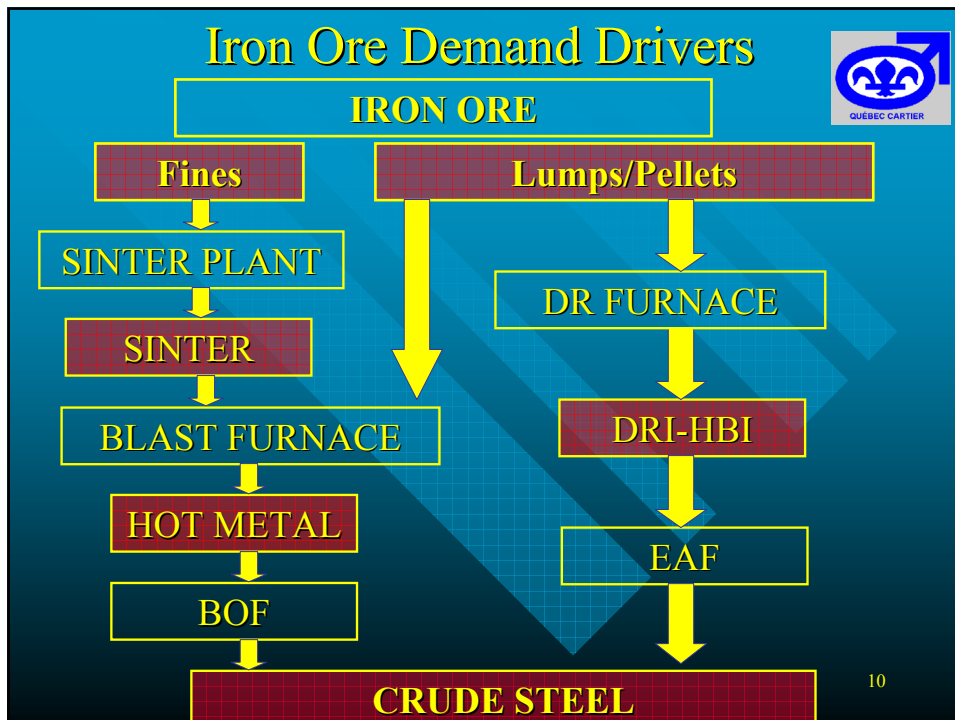 Iron Ore Demand Drivers
QUÉBEC CARTIER
IRON ORE
Fines
Lumps/Pellets
SINTER PLANT
DR FURNACE
SINTER
BLAST FURNACE
DRI-HBI
HOT METAL
EAF
BOF
CRUDE STEEL
10